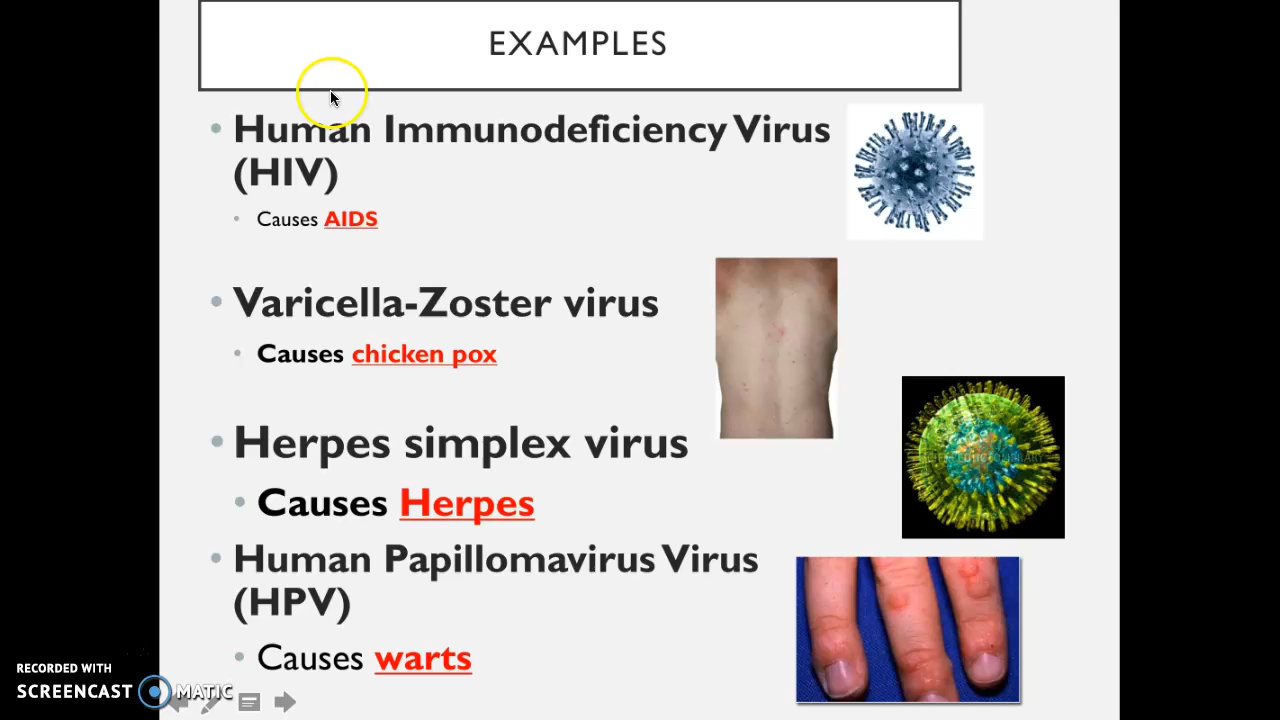 EXAMPLES
• Human Immunodeficiency Virus
(HIV)
• Causes AIDS
• Varicella-Zoster virus
• Causes chicken pox
• Herpes simplex virus
• Causes Herpes
• Human Papillomavirus Virus
(HPV)
• Causes warts
RECORDED WITH
SCREENCAST MATIC